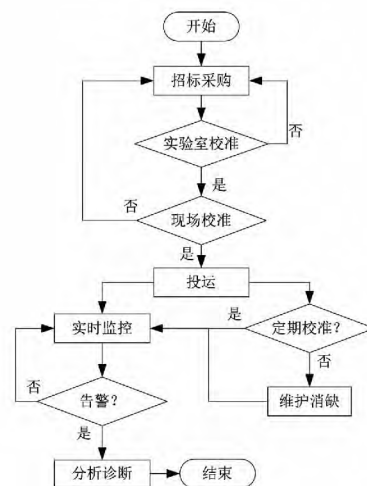 开始
招标采购
实验室校准
否
是
否
现场校准
是
投运
实时监控
是
定期校准？
否
否
告警？
维护消缺
是
分析诊断
结束